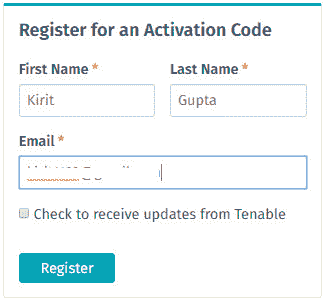 Register for an Activation Code
First Name * Last Name *
Kirit Gupta
Email *
Check to receive updates from Tenable
Register